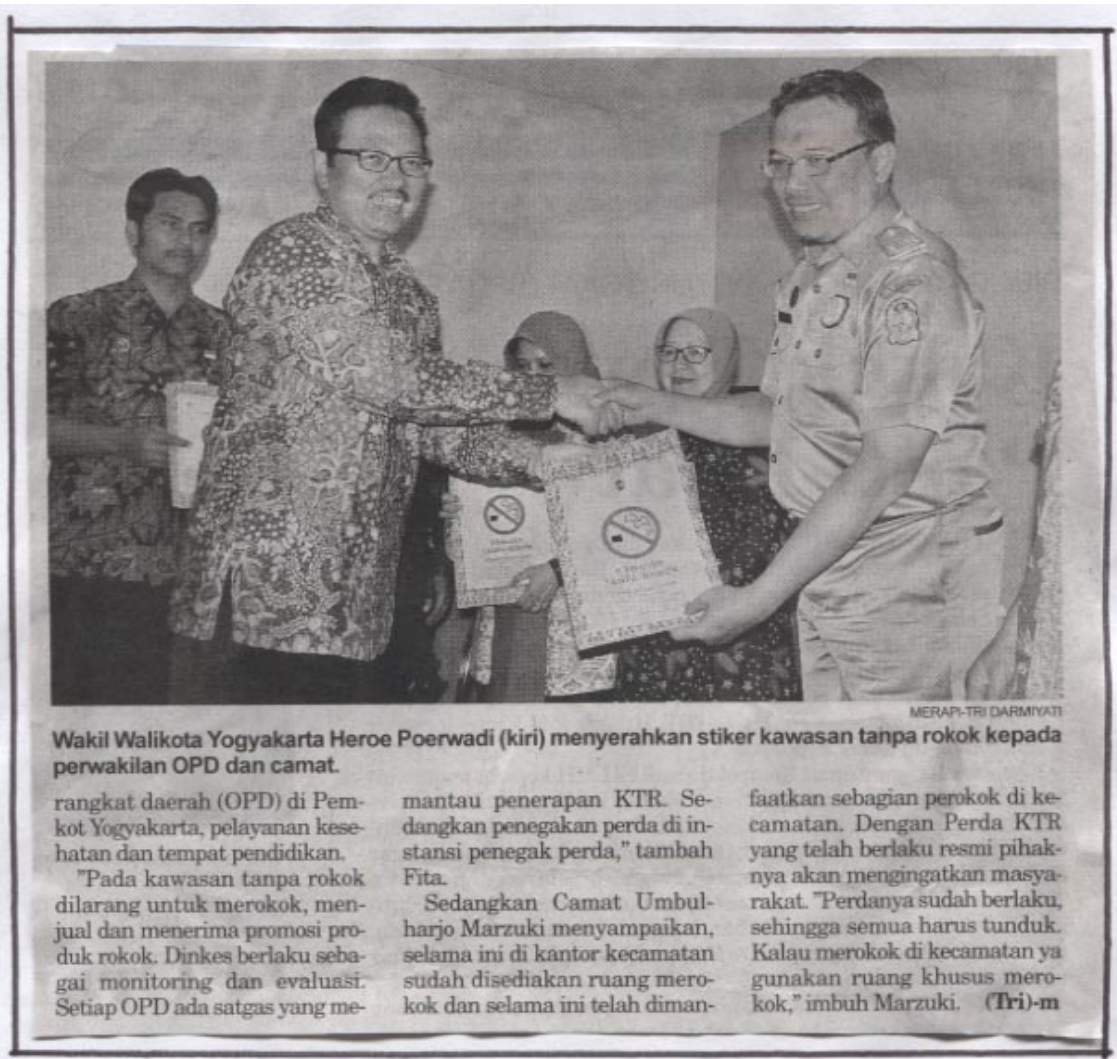 KAWASAN
TANPA ROKOK
MERAPI-TRI DARMIYATI
Wakil Walikota Yogyakarta Heroe Poerwadi (kiri) menyerahkan stiker kawasan tanpa rokok kepada
perwakilan OPD dan camat.
rangkat daerah (OPD) di Pem-
kot Yogyakarta, pelayanan kese-
hatan dan tempat pendidikan.
"Pada kawasan tanpa rokok
dilarang untuk merokok, men-
jual dan menerima promosi pro-
duk rokok. Dinkes berlaku seba-
gai monitoring dan evaluasi.
Setiap OPD ada satgas yang me-
mantau penerapan KTR. Se-
dangkan penegakan perda di in-
stansi penegak perda," tambah
Fita.
Sedangkan Camat Umbul-
harjo Marzuki menyampaikan,
selama ini di kantor kecamatan
sudah disediakan ruang mero-
kok dan selama ini telah diman-
faatkan sebagian perokok di ke-
camatan. Dengan Perda KTR
yang telah berlaku resmi pihak-
nya akan mengingatkan masya-
rakat. "Perdanya sudah berlaku,
sehingga semua harus tunduk.
Kalau merokok di kecamatan ya
gunakan ruang khusus mero-
kok," imbuh Marzuki. (Tri)-m